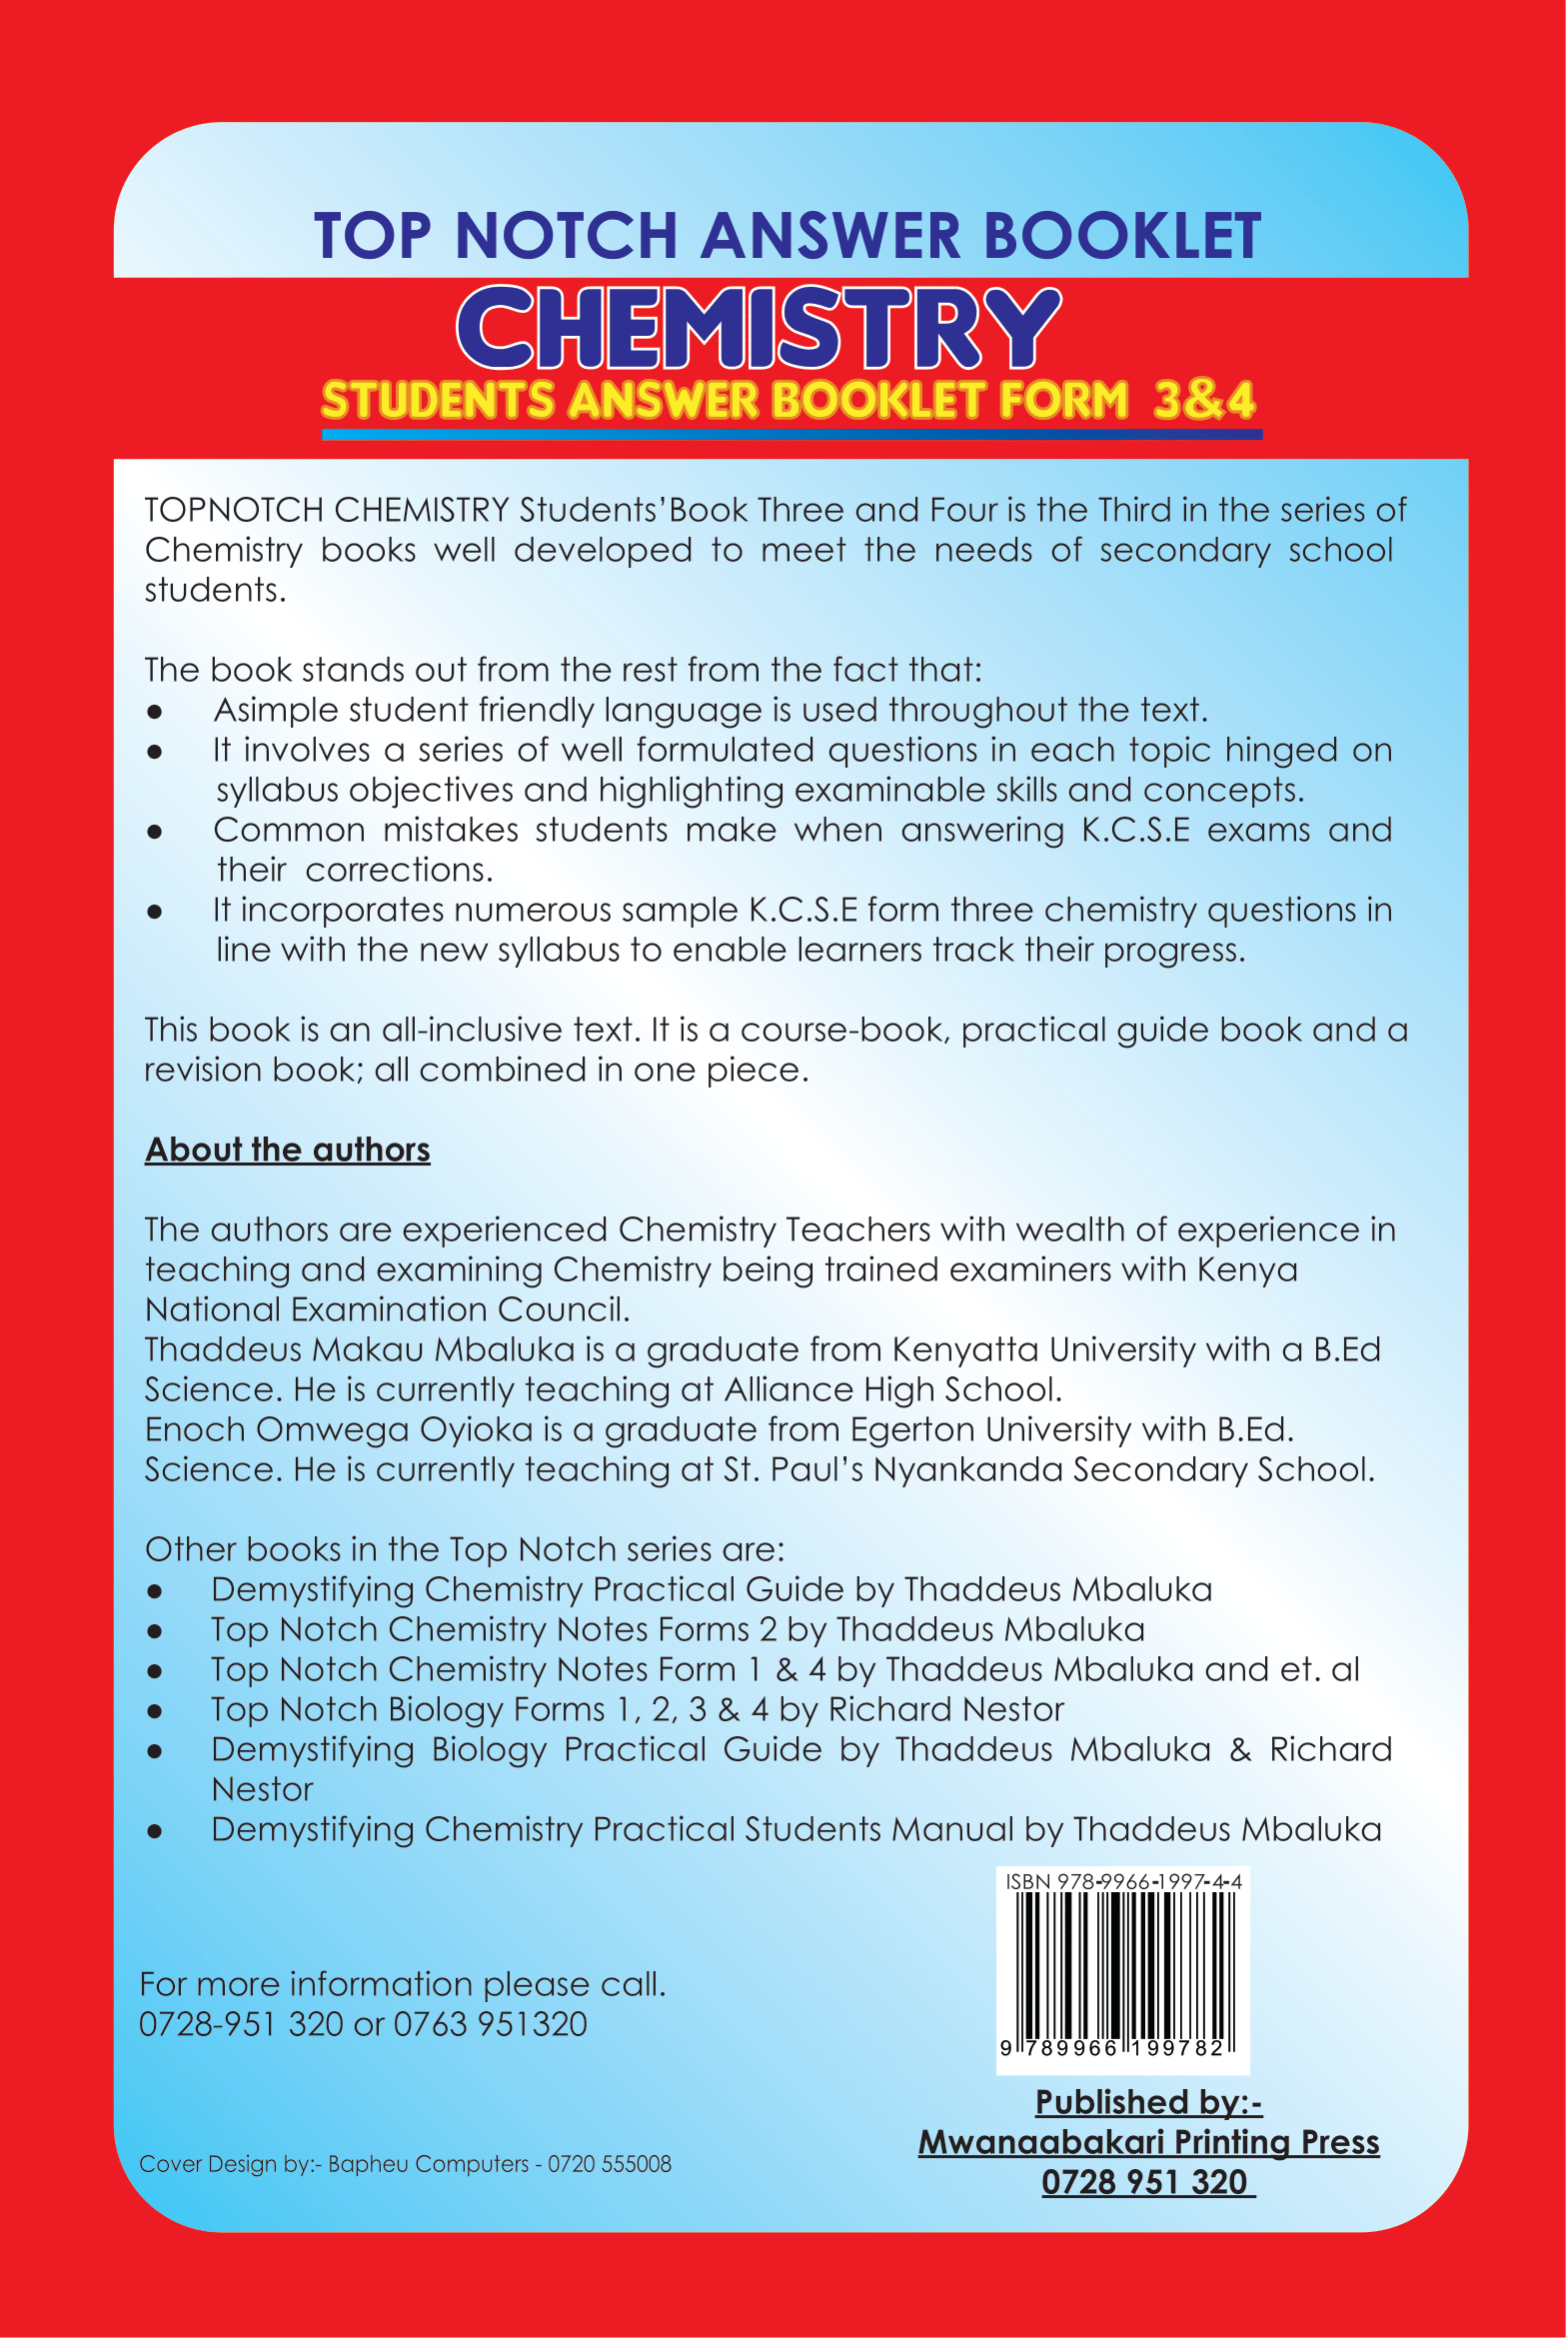 TOP NOTCH ANSWER BOOKLET
CHEMISTRY
STUDENTS ANSWER BOOKLET FORM 3&4
TOPNOTCH CHEMISTRY Students'Book Three and Four is the Third in the series of
Chemistry books well developed to meet the needs of secondary school
students.
The book stands out from the rest from the fact that:
● Asimple student friendly language is used throughout the text.
● It involves a series of well formulated questions in each topic hinged on
syllabus objectives and highlighting examinable skills and concepts.
● Common mistakes students make when answering K.C.S.E exams and
their corrections.
● It incorporates numerous sample K.C.S.E form three chemistry questions in
line with the new syllabus to enable learners track their progress.
This book is an all-inclusive text. It is a course-book, practical guide book and a
revision book; all combined in one piece.
About the authors
The authors are experienced Chemistry Teachers with wealth of experience in
teaching and examining Chemistry being trained examiners with Kenya
National Examination Council.
Thaddeus Makau Mbaluka is a graduate from Kenyatta University with a B.Ed
Science. He is currently teaching at Alliance High School.
Enoch Omwega Oyioka is a graduate from Egerton University with B.Ed.
Science. He is currently teaching at St. Paul's Nyankanda Secondary School.
Other books in the Top Notch series are:
● Demystifying Chemistry Practical Guide by Thaddeus Mbaluka
● Top Notch Chemistry Notes Forms 2 by Thaddeus Mbaluka
● Top Notch Chemistry Notes Form 1 & 4 by Thaddeus Mbaluka and et. al
● Top Notch Biology Forms 1, 2, 3 & 4 by Richard Nestor
● Demystifying Biology Practical Guide by Thaddeus Mbaluka & Richard
Nestor
● Demystifying Chemistry Practical Students Manual by Thaddeus Mbaluka
ISBN 978-9966-1997-4-4
9 789966 199782
For more information please call.
0728-951 320 or 0763 951320
Published by:-
Mwanaabakari Printing Press
0728 951 320
Cover Design by:- Bapheu Computers - 0720 555008